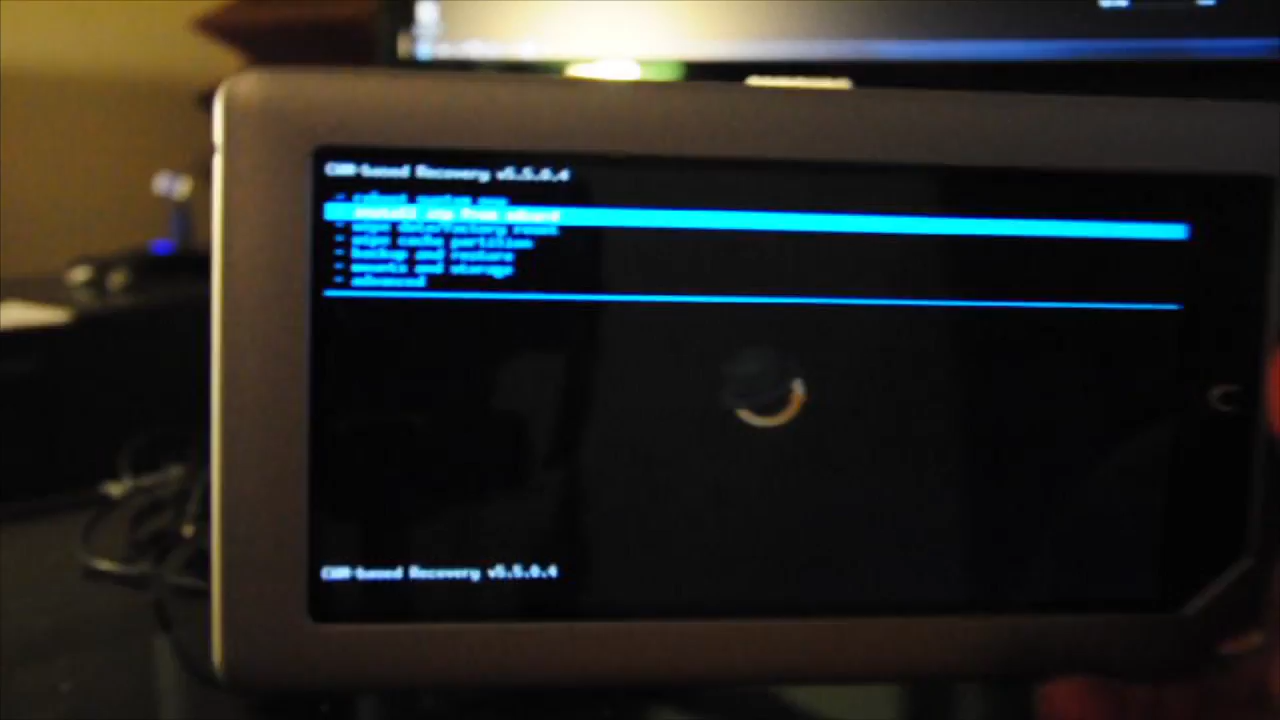 CWM-based Recovery v5.5.0.4
- reboot system now
- install zip from sdcard
- wipe data/factory reset
- wipe cache partition
- backup and restore
- mounts and storage
- advanced
CWM-based Recovery v5.5.0.4